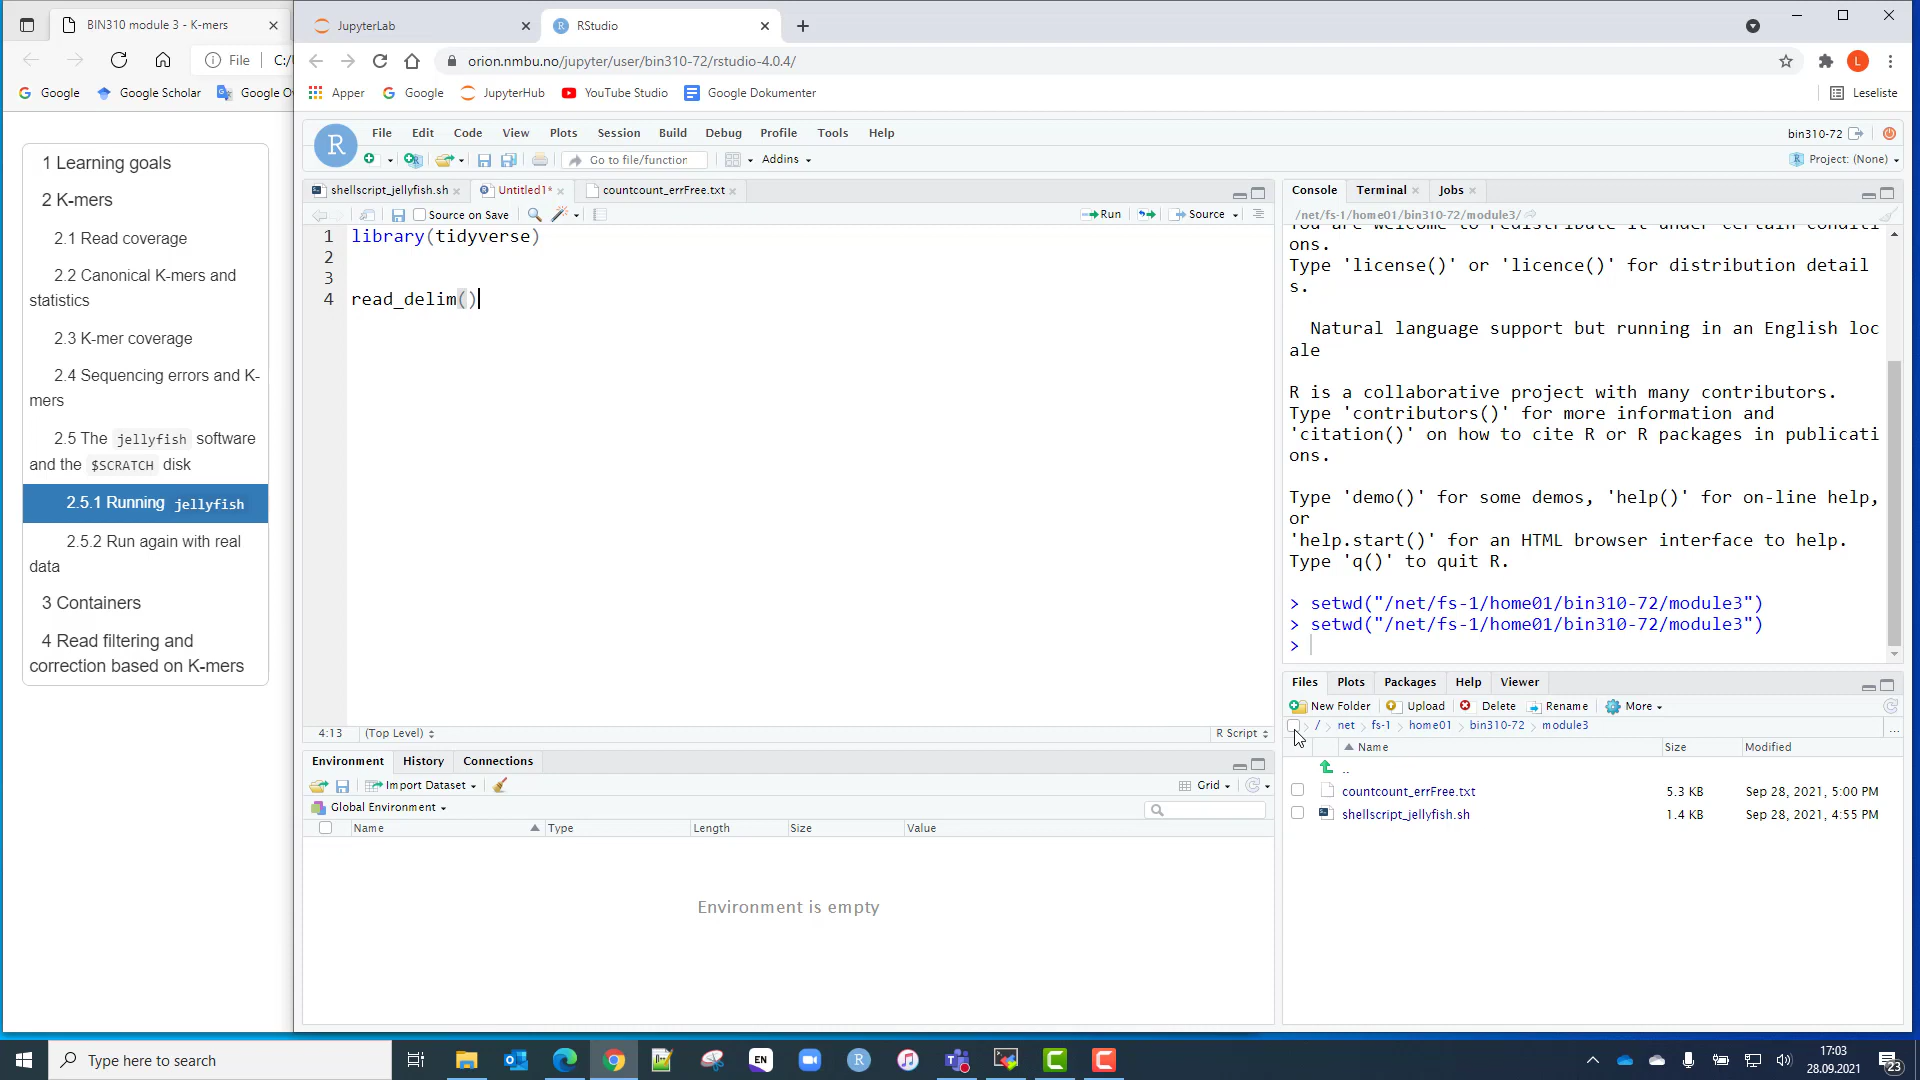 BIN310 module 3 - K-mers
File
C:/
Google
Google Scholar
1 Learning goals
2 K-mers
2.1 Read coverage
2.2 Canonical K-mers and
statistics
2.3 K-mer coverage
2.4 Sequencing errors and K-
mers
2.5 The jellyfish software
and the $SCRATCH disk
2.5.1 Running jellyfish
2.5.2 Run again with real
data
3 Containers
4 Read filtering and
correction based on K-mers
JupyterLab
RStudio
orion.nmbu.no/jupyter/user/bin310-72/rstudio-4.0.4/
L
Apper
Google
JupyterHub
YouTube Studio
Google Dokumenter
Leseliste
R
File Edit Code View Plots Session Build Debug Profile Tools Help
bin310-72
Go to file/function
Addins
Project: (None)
shellscript_jellyfish.sh
Untitled1*
countcount_errFree.txt
Source on Save
Run
Source
1 library(tidyverse)
2
3
4 read_delim()
4:13 (Top Level)
R Script
Environment History Connections
Import Dataset
Grid
Global Environment
Name Type Length Size Value
Environment is empty
Console Terminal Jobs
/net/fs-1/home01/bin310-72/module3/
You are welcome to redistribute it under certain conditi
ons.
Type 'license()' or 'licence()' for distribution detail
s.
Natural language support but running in an English loc
ale
R is a collaborative project with many contributors.
Type 'contributors()' for more information and
'citation()' on how to cite R or R packages in publicati
ons.
Type 'demo()' for some demos, 'help()' for on-line help,
or
'help.start()' for an HTML browser interface to help.
Type 'q()' to quit R.
> setwd("/net/fs-1/home01/bin310-72/module3")
> setwd("/net/fs-1/home01/bin310-72/module3")
>
Files Plots Packages Help Viewer
New Folder Upload Delete Rename More
/ net fs-1 home01 bin310-72 module3 ...
Name Size Modified
..
countcount_errFree.txt 5.3 KB Sep 28, 2021, 5:00 PM
shellscript_jellyfish.sh 1.4 KB Sep 28, 2021, 4:55 PM
Type here to search
EN
17:03
28.09.2021
23